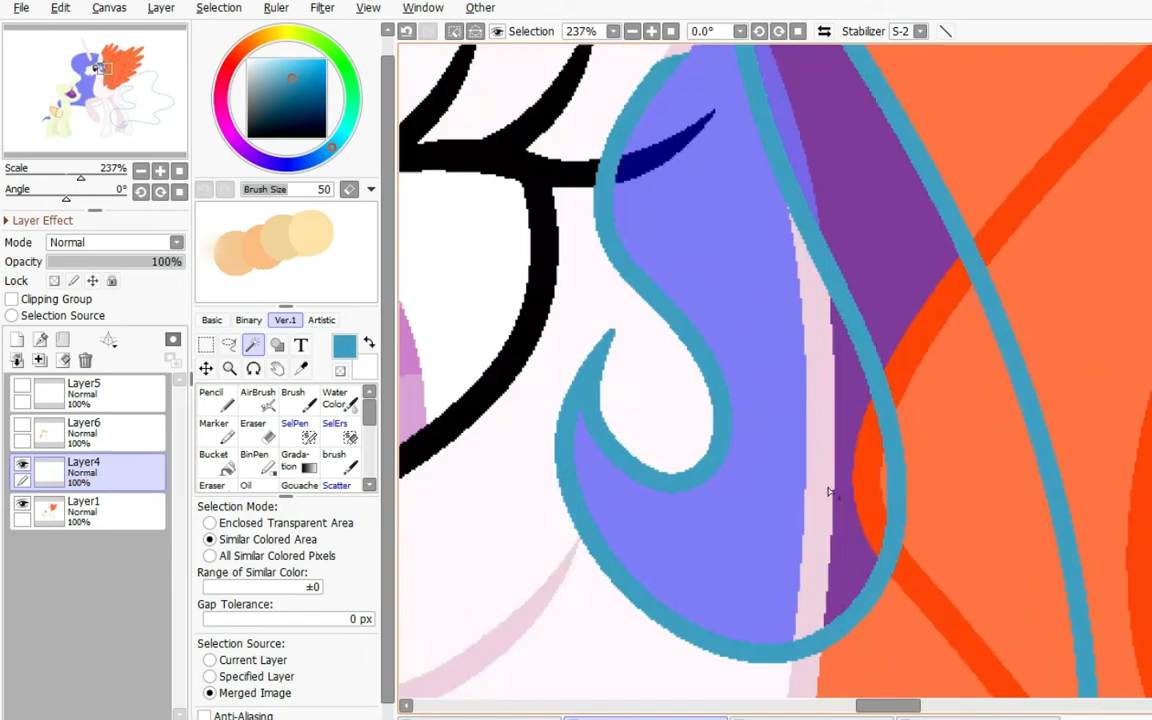 File Edit Canvas Layer Selection Ruler Filter View Window Other
Selection 237% 0.0° Stabilizer S-2
Scale 237%
Angle 0°
Layer Effect
Mode Normal
Opacity 100%
Lock
Clipping Group
Selection Source
Layer5
Normal
100%
Layer6
Normal
100%
Layer4
Normal
100%
Layer1
Normal
100%
Brush Size 50
Basic Binary Ver.1 Artistic
T
Pencil AirBrush Brush Water
Color
Marker Eraser SelPen SelErs
Bucket BinPen Grada-
tion brush
Eraser Oil Gouache Scatter
Selection Mode:
Enclosed Transparent Area
Similar Colored Area
All Similar Colored Pixels
Range of Similar Color:
±0
Gap Tolerance:
0 px
Selection Source:
Current Layer
Specified Layer
Merged Image
Anti-Aliasing